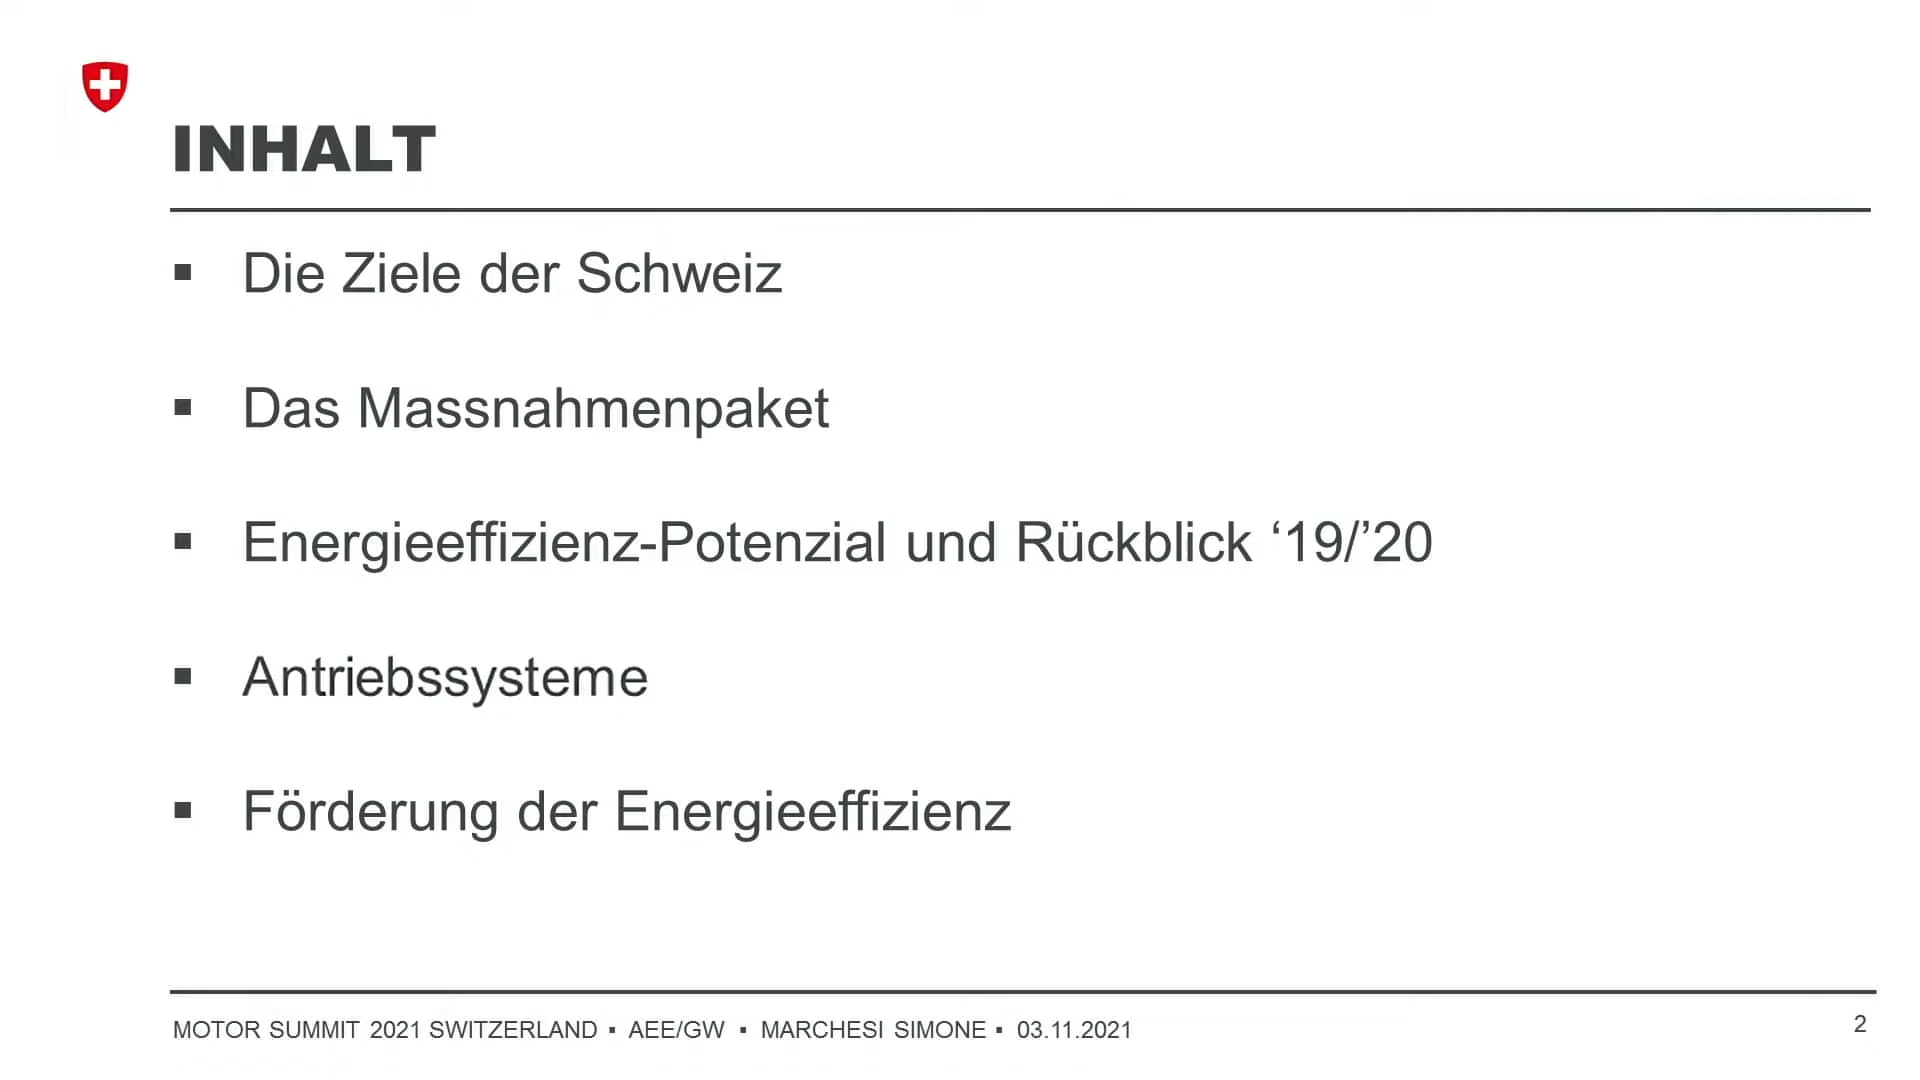 INHALT
▪ Die Ziele der Schweiz
▪ Das Massnahmenpaket
▪ Energieeffizienz-Potenzial und Rückblick ‘19/’20
▪ Antriebssysteme
▪ Förderung der Energieeffizienz
MOTOR SUMMIT 2021 SWITZERLAND ▪ AEE/GW ▪ MARCHESI SIMONE ▪ 03.11.2021
2